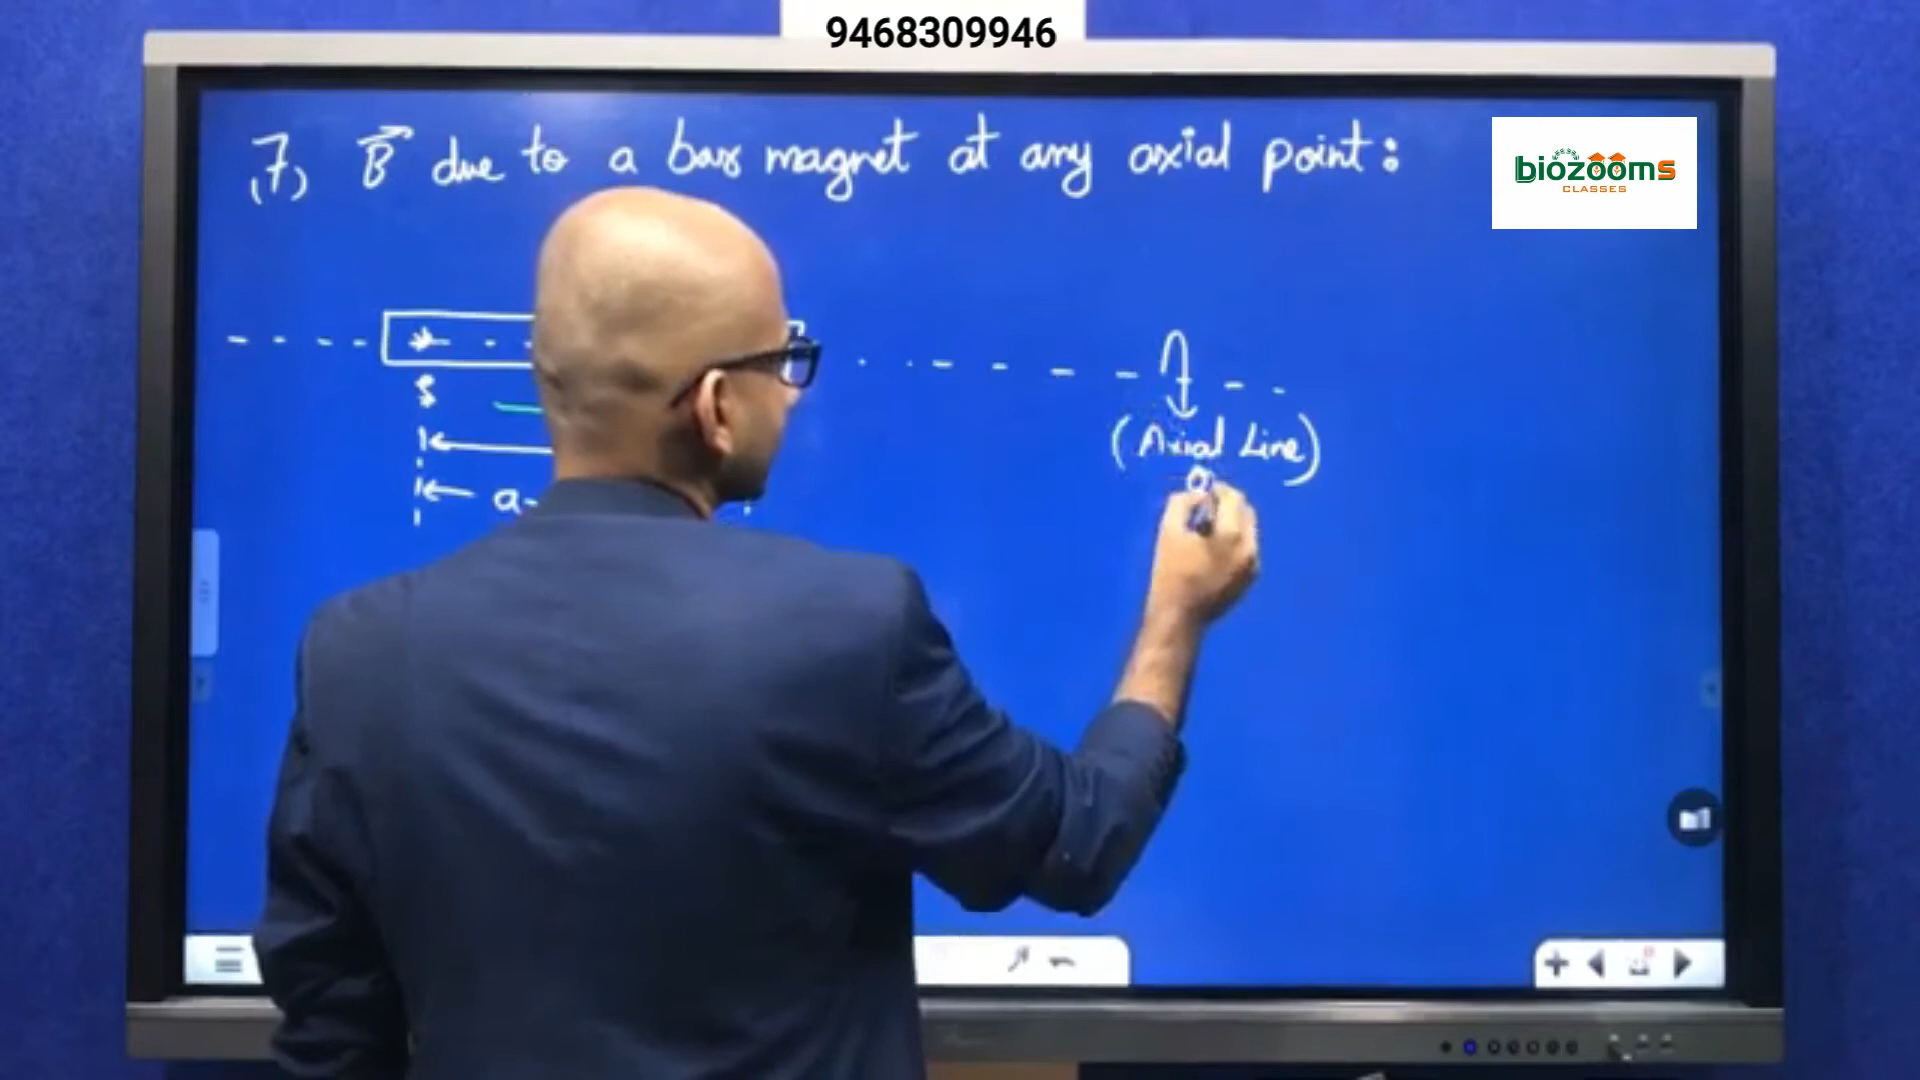 9468309946
(7) B due to a bar magnet at any axial point:
biozooms
CLASSES
S
(Axial Line)
a-